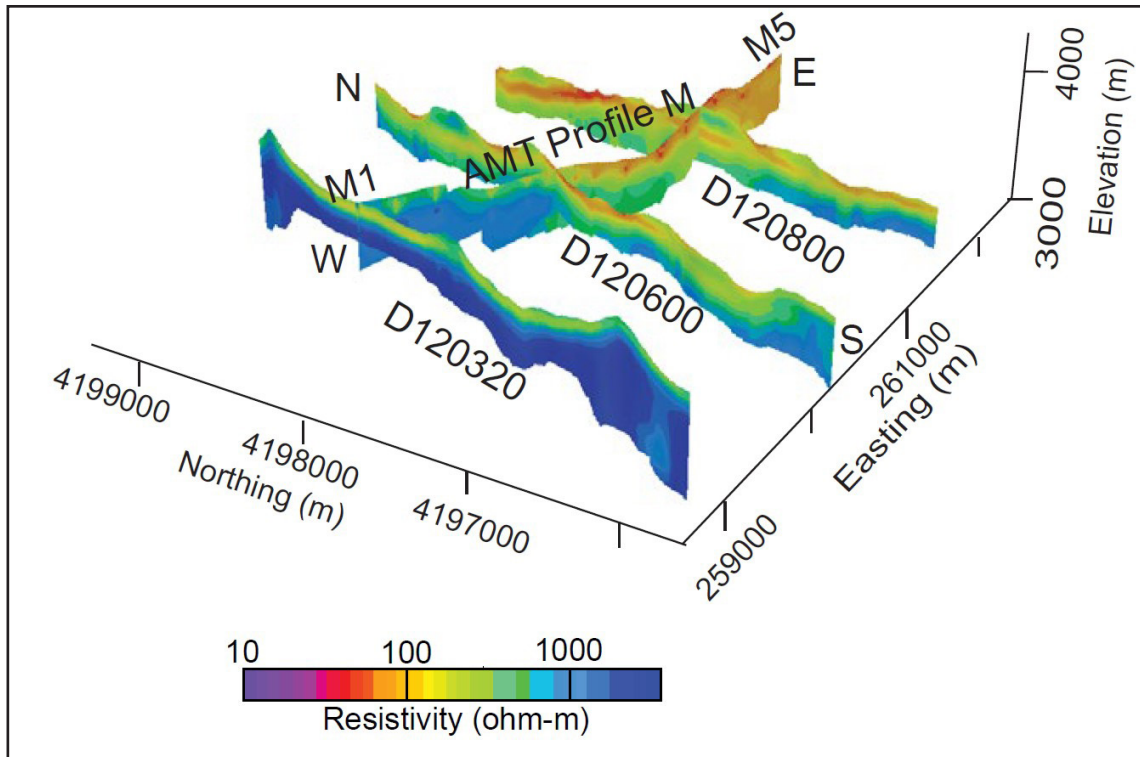 M5
E
4000
N
AMT Profile M
Elevation (m)
M1
3000
D120800
W
D120600
D120320
S
261000
Easting (m)
4199000
4198000
Northing (m)
4197000
259000
10 100 1000
Resistivity (ohm-m)